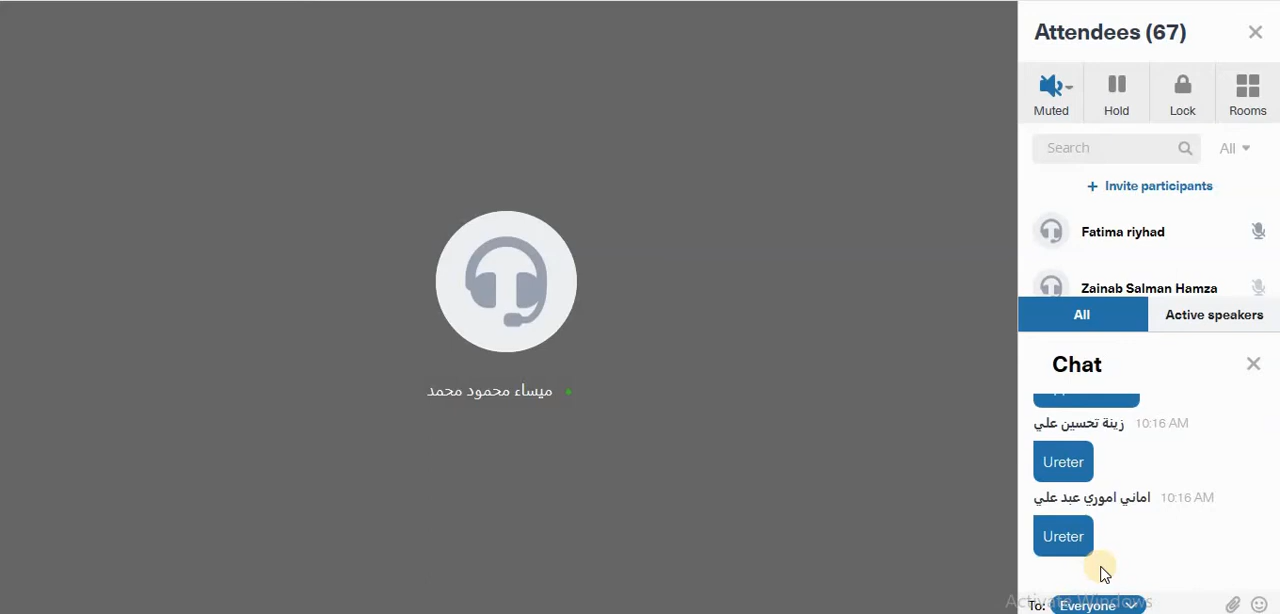 Attendees (67)
Muted
Hold
Lock
Rooms
Search
All
+ Invite participants
Fatima riyhad
Zainab Salman Hamza
All
Active speakers
ميساء محمود محمد
Chat
زينة تحسين علي 10:16 AM
Ureter
اماني اموري عبد علي 10:16 AM
Ureter
To: Everyone
Activate Windows